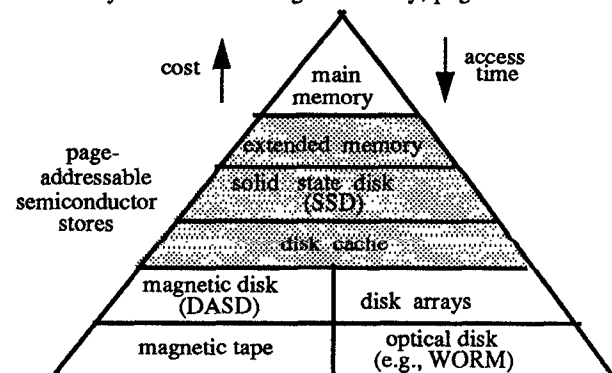 cost
access
time
main
memory
page-
addressable
semiconductor
stores
extended memory
solid state disk
(SSD)
disk cache
magnetic disk
(DASD)
disk arrays
magnetic tape
optical disk
(e.g., WORM)